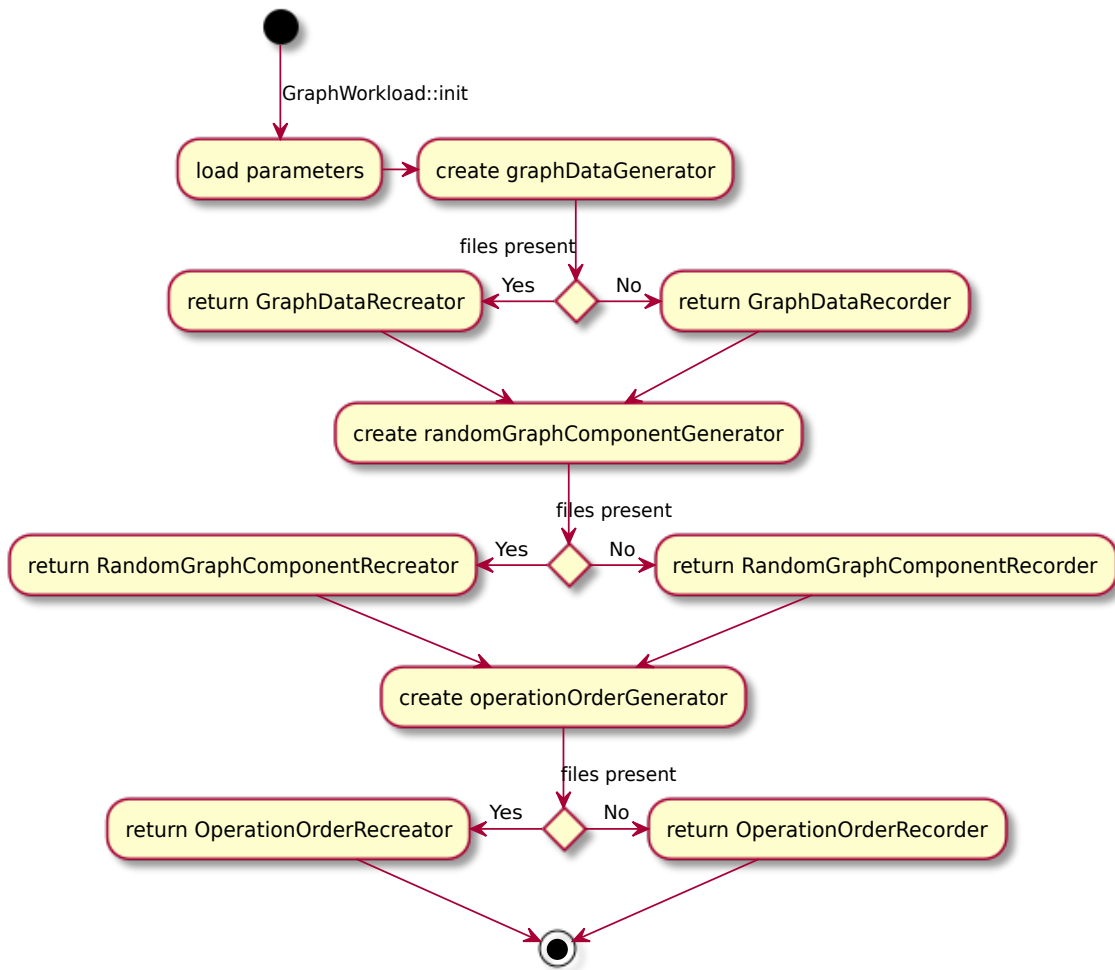 GraphWorkload::init
load parameters
create graphDataGenerator
files present
Yes
No
return GraphDataRecreator
return GraphDataRecorder
create randomGraphComponentGenerator
files present
Yes
No
return RandomGraphComponentRecreator
return RandomGraphComponentRecorder
create operationOrderGenerator
files present
Yes
No
return OperationOrderRecreator
return OperationOrderRecorder